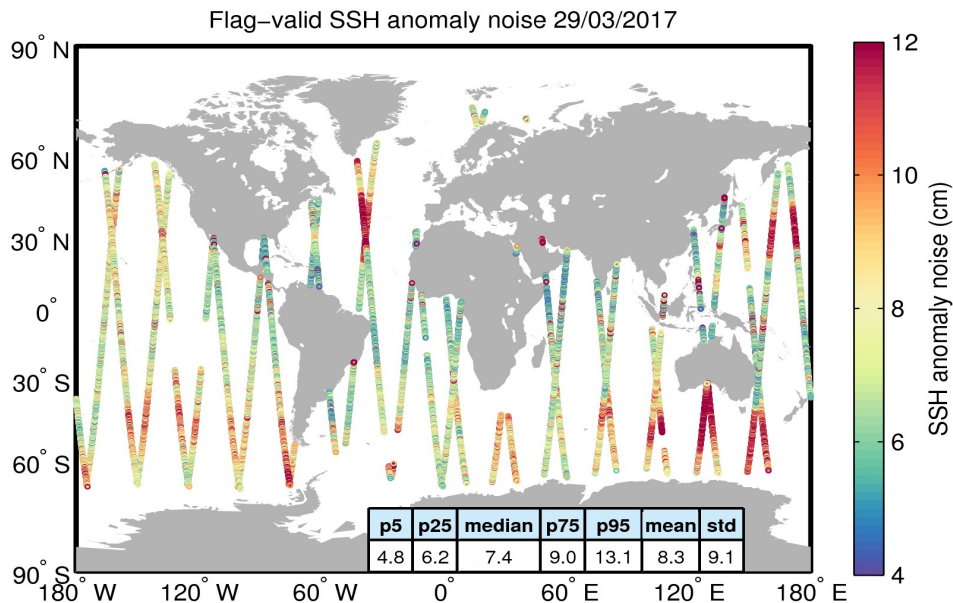 Flag−valid SSH anomaly noise 29/03/2017
90° N
60° N
30° N
0°
30° S
60° S
90° S
180° W
120° W
60° W
0°
60° E
120° E
180° E
p5 p25 median p75 p95 mean std
4.8 6.2 7.4 9.0 13.1 8.3 9.1
12
10
8
6
4
SSH anomaly noise (cm)